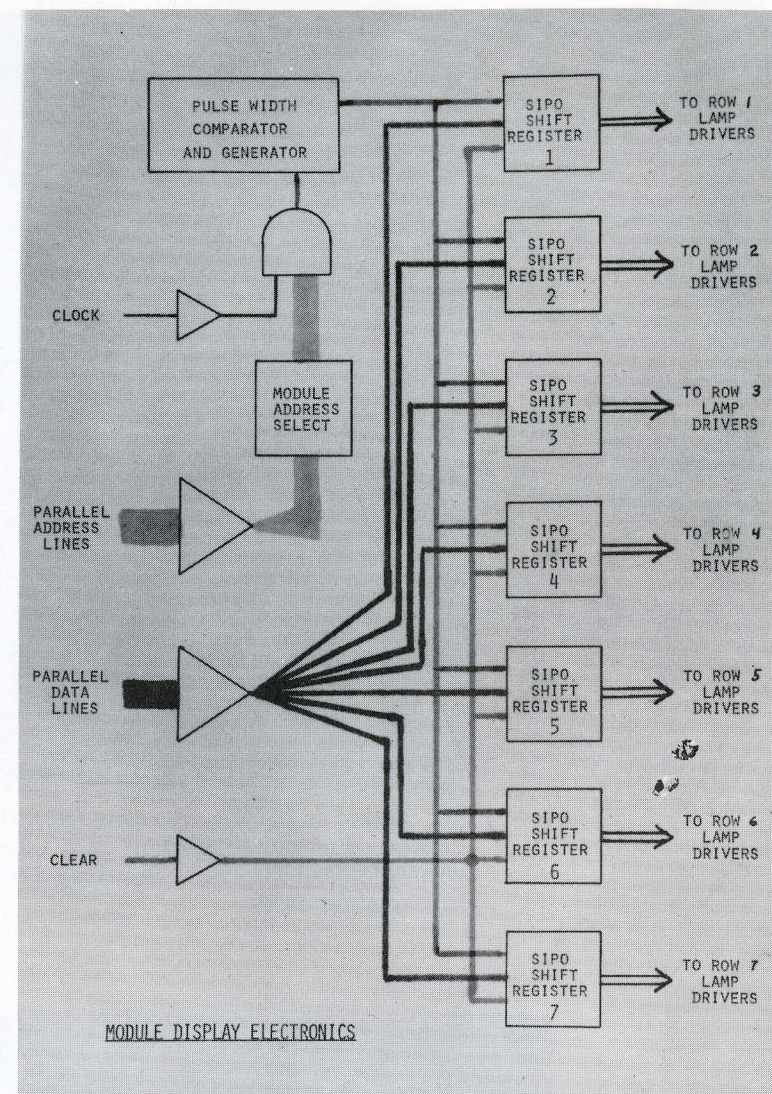 PULSE WIDTH
COMPARATOR
AND GENERATOR
SIPO
SHIFT
REGISTER
1
TO ROW 1
LAMP
DRIVERS
SIPO
SHIFT
REGISTER
2
TO ROW 2
LAMP
DRIVERS
CLOCK
MODULE
ADDRESS
SELECT
SIPO
SHIFT
REGISTER
3
TO ROW 3
LAMP
DRIVERS
PARALLEL
ADDRESS
LINES
SIPO
SHIFT
REGISTER
4
TO ROW 4
LAMP
DRIVERS
PARALLEL
DATA
LINES
SIPO
SHIFT
REGISTER
5
TO ROW 5
LAMP
DRIVERS
CLEAR
SIPO
SHIFT
REGISTER
6
TO ROW 6
LAMP
DRIVERS
SIPO
SHIFT
REGISTER
7
TO ROW 7
LAMP
DRIVERS
MODULE DISPLAY ELECTRONICS